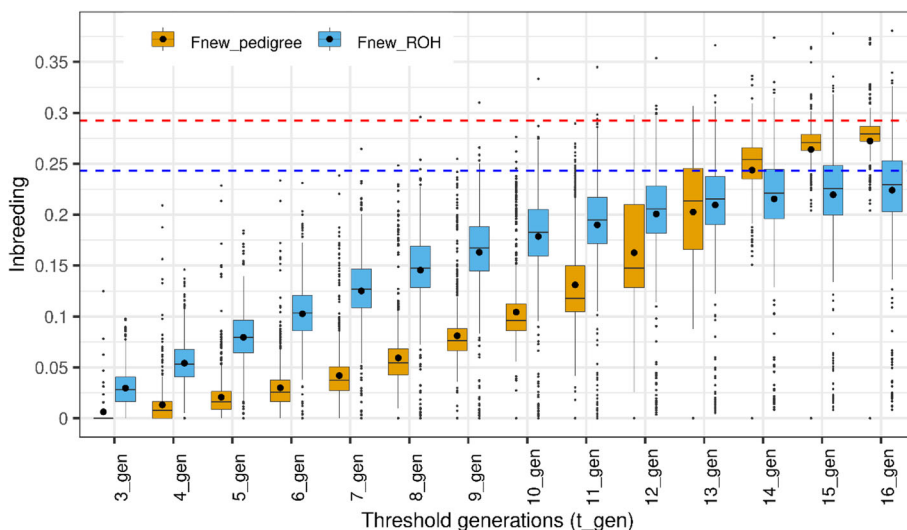 Fnew_pedigree Fnew_ROH
0.35
0.3
0.25
0.2
0.15
0.1
0.05
0
Inbreeding
3_gen 4_gen 5_gen 6_gen 7_gen 8_gen 9_gen 10_gen 11_gen 12_gen 13_gen 14_gen 15_gen 16_gen
Threshold generations (t_gen)